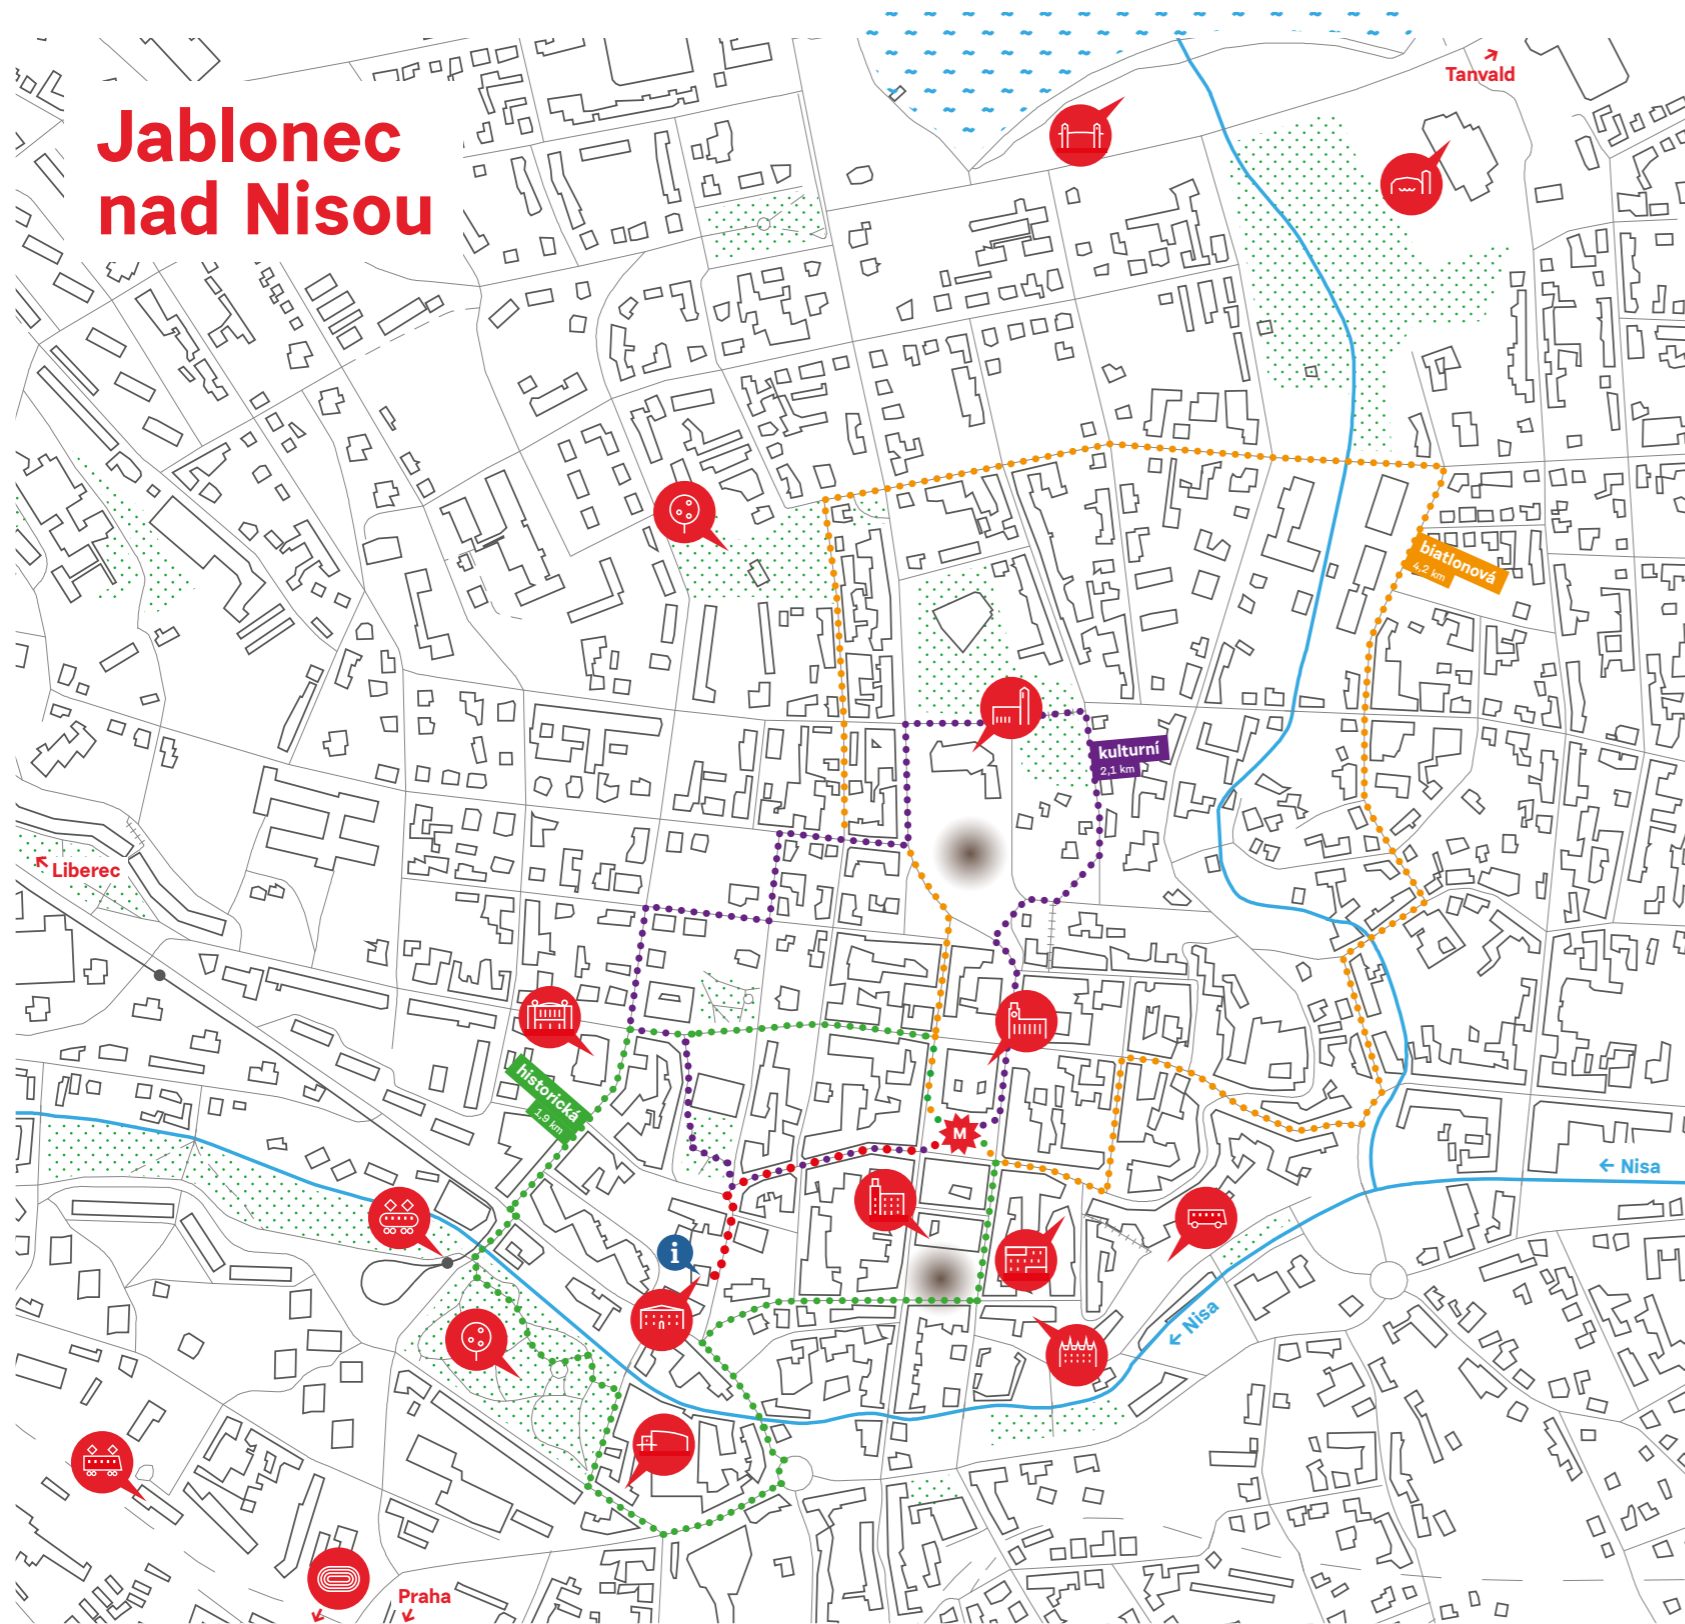 Jablonec
nad Nisou
Tanvald
biatlonová
4,2 km
kulturní
2,1 km
← Liberec
historická
1,9 km
M
← Nisa
i
← Nisa
Praha